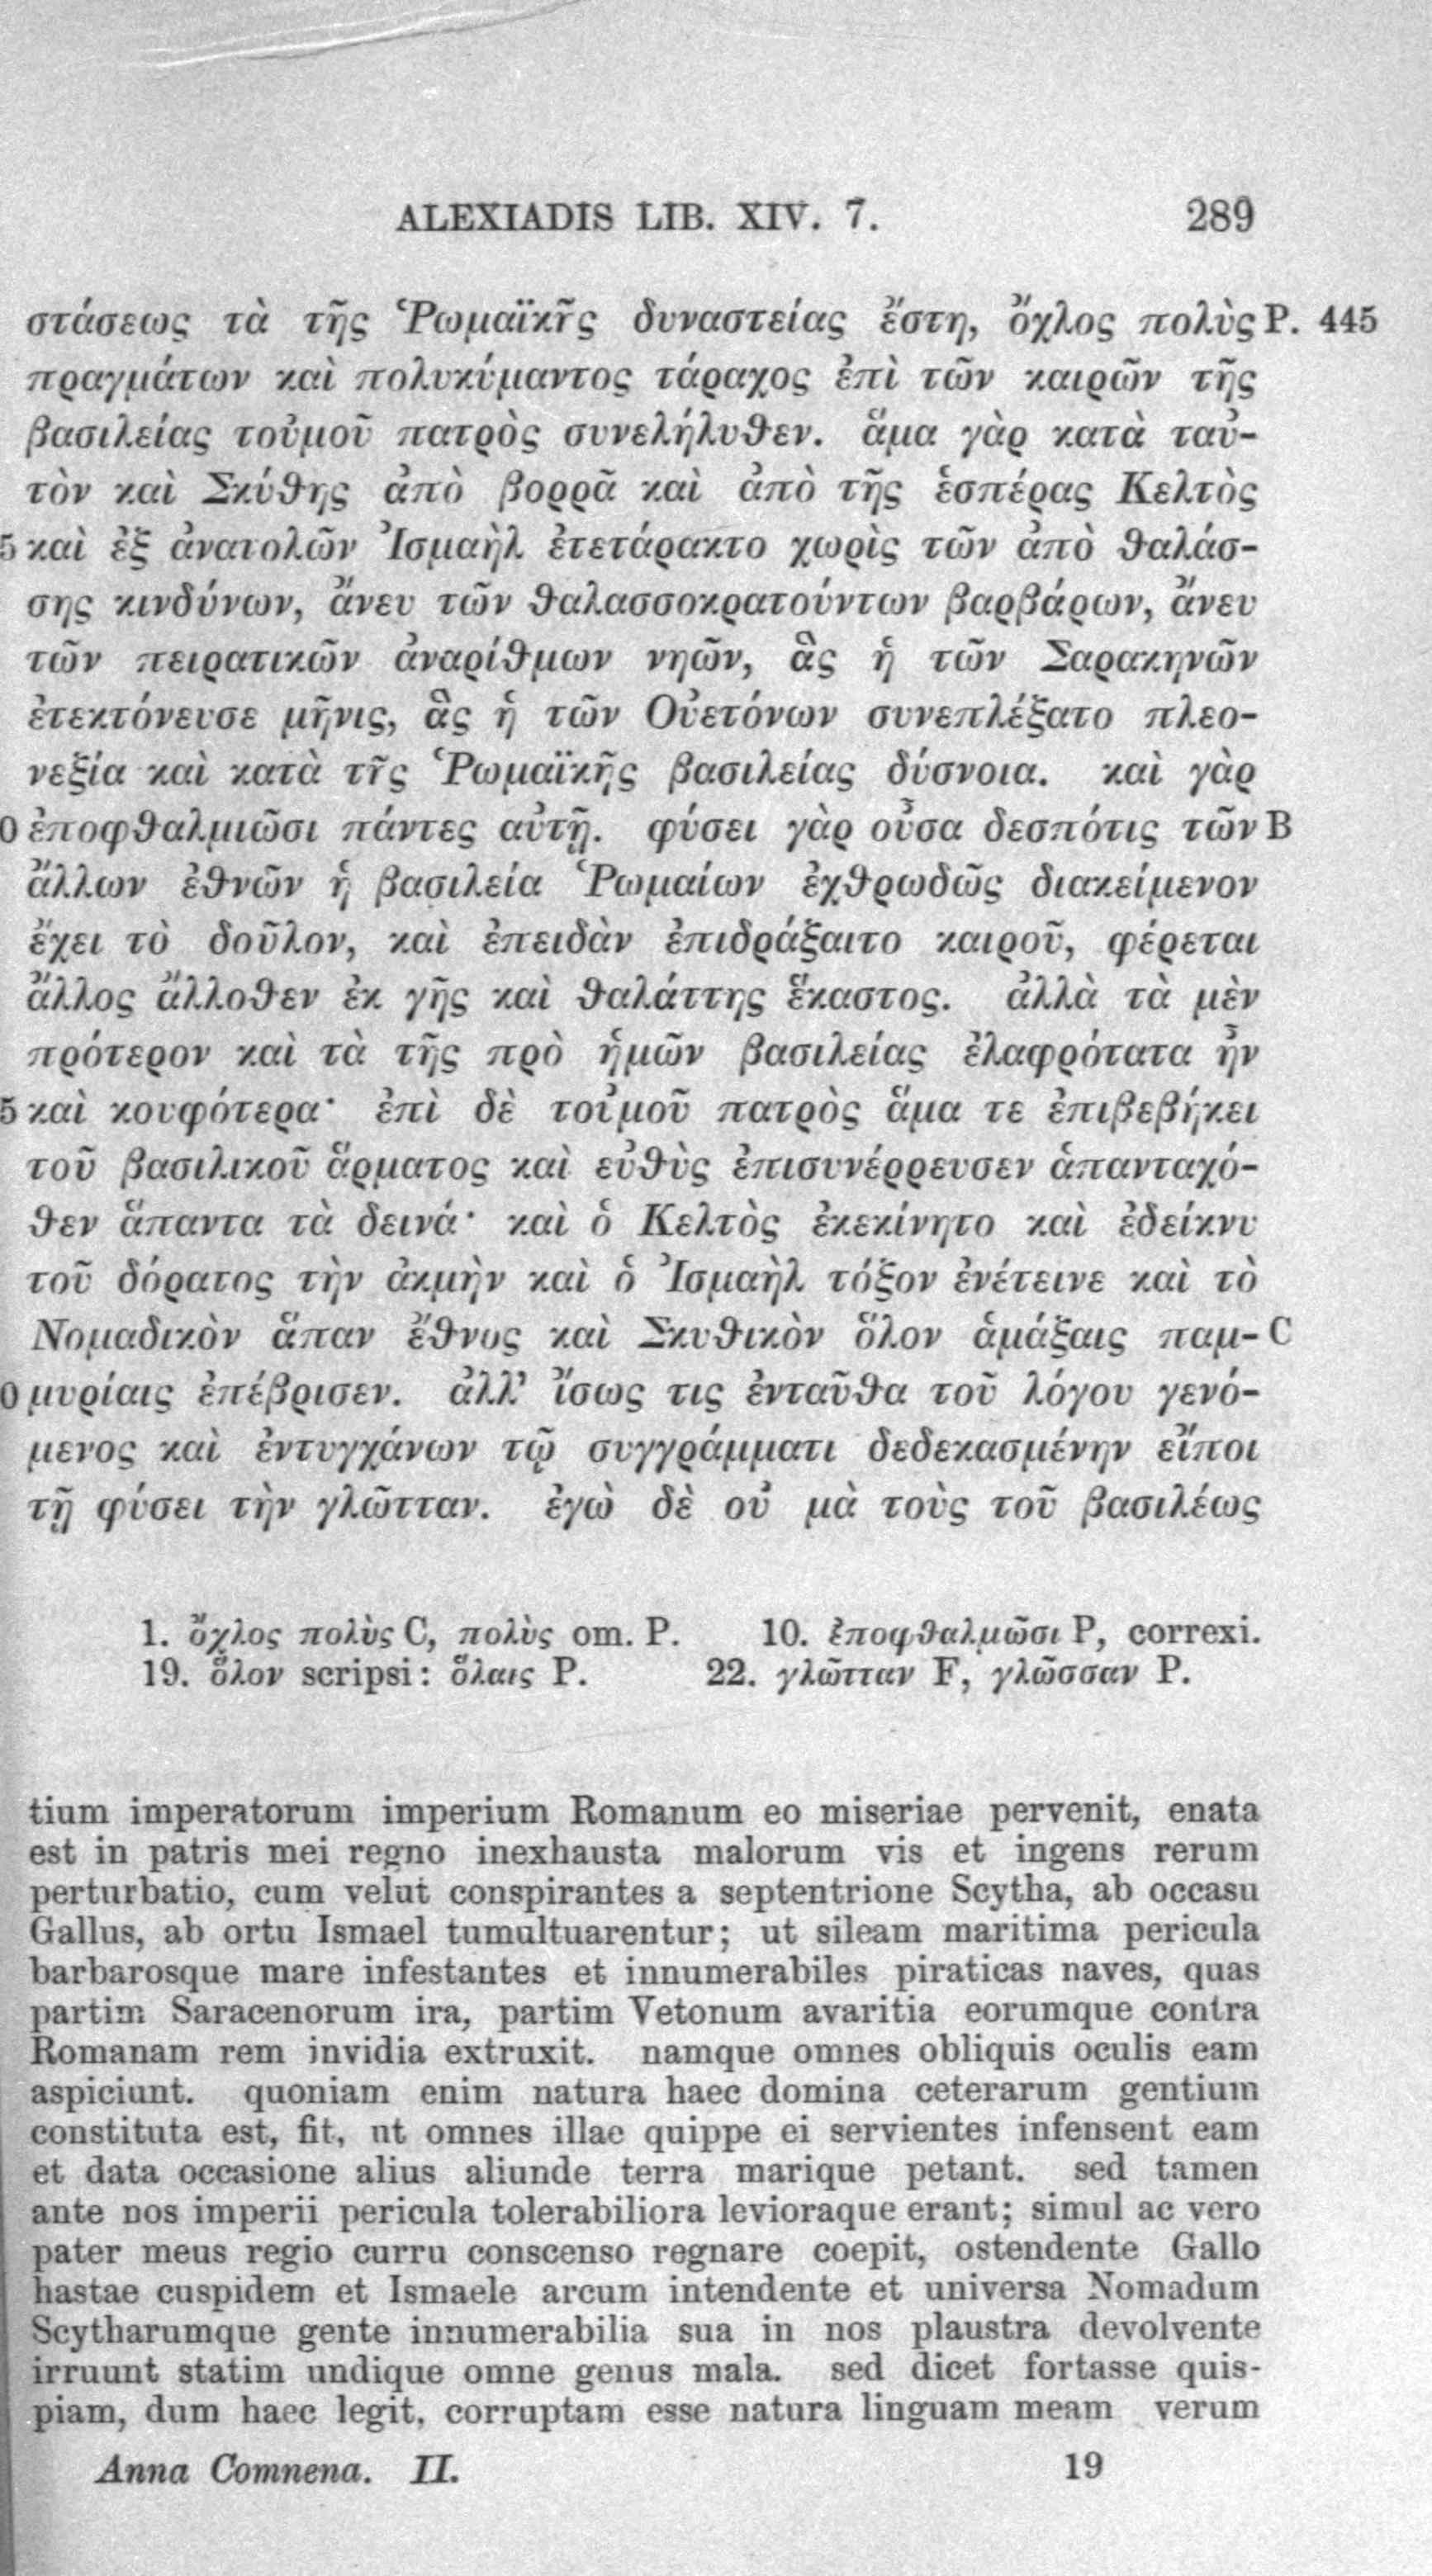 ALEXIADIS LIB. XIV. 7. 289
στάσεως τὰ τῆς Ῥωμαϊκῆς δυναστείας ἔστη, ὄχλος πολὺς P. 445
πραγμάτων καὶ πολυκύμαντος τάραχος ἐπὶ τῶν καιρῶν τῆς
βασιλείας τοὐμοῦ πατρὸς συνελήλυθεν. ἅμα γὰρ κατὰ ταὐ-
τὸν καὶ Σκύθης ἀπὸ βορρᾶ καὶ ἀπὸ τῆς ἑσπέρας Κελτὸς
5 καὶ ἐξ ἀνατολῶν Ἰσμαὴλ ἐτετάρακτο χωρὶς τῶν ἀπὸ θαλάσ-
σης κινδύνων, ἄνευ τῶν θαλασσοκρατούντων βαρβάρων, ἄνευ
τῶν πειρατικῶν ἀναρίθμων νηῶν, ἃς ἡ τῶν Σαρακηνῶν
ἐτεκτόνευσε μῆνις, ἃς ἡ τῶν Οὐετόνων συνεπλέξατο πλεο-
νεξία καὶ κατὰ τῆς Ῥωμαϊκῆς βασιλείας δύσνοια. καὶ γὰρ
0 ἐποφθαλμιῶσι πάντες αὐτῇ. φύσει γὰρ οὖσα δεσπότις τῶν B
ἄλλων ἐθνῶν ἡ βασιλεία Ῥωμαίων ἐχθρωδῶς διακείμενον
ἔχει τὸ δοῦλον, καὶ ἐπειδὰν ἐπιδράξαιτο καιροῦ, φέρεται
ἄλλος ἄλλοθεν ἐκ γῆς καὶ θαλάττης ἕκαστος. ἀλλὰ τὰ μὲν
πρότερον καὶ τὰ τῆς πρὸ ἡμῶν βασιλείας ἐλαφρότατα ἦν
5 καὶ κουφότερα· ἐπὶ δὲ τοὐμοῦ πατρὸς ἅμα τε ἐπιβεβήκει
τοῦ βασιλικοῦ ἅρματος καὶ εὐθὺς ἐπισυνέρρευσεν ἁπανταχό-
θεν ἅπαντα τὰ δεινά· καὶ ὁ Κελτὸς ἐκεκίνητο καὶ ἐδείκνυ
τοῦ δόρατος τὴν ἀκμὴν καὶ ὁ Ἰσμαὴλ τόξον ἐνέτεινε καὶ τὸ
Νομαδικὸν ἅπαν ἔθνος καὶ Σκυθικὸν ὅλον ἁμάξαις παμ- C
0 μυρίαις ἐπέβρισεν. ἀλλ' ἴσως τις ἐνταῦθα τοῦ λόγου γενό-
μενος καὶ ἐντυγχάνων τῷ συγγράμματι δεδεκασμένην εἴποι
τῇ φύσει τὴν γλῶτταν. ἐγὼ δὲ οὐ μὰ τοὺς τοῦ βασιλέως
1. ὄχλος πολὺς C, πολὺς om. P. 10. ἐποφθαλμῶσι P, correxi.
19. ὅλον scripsi: ὅλαις P. 22. γλῶτταν F, γλῶσσαν P.
tium imperatorum imperium Romanum eo miseriae pervenit, enata
est in patris mei regno inexhausta malorum vis et ingens rerum
perturbatio, cum velut conspirantes a septentrione Scytha, ab occasu
Gallus, ab ortu Ismael tumultuarentur; ut sileam maritima pericula
barbarosque mare infestantes et innumerabiles piraticas naves, quas
partim Saracenorum ira, partim Vetonum avaritia eorumque contra
Romanam rem invidia extruxit. namque omnes obliquis oculis eam
aspiciunt. quoniam enim natura haec domina ceterarum gentium
constituta est, fit, ut omnes illae quippe ei servientes infensent eam
et data occasione alius aliunde terra marique petant. sed tamen
ante nos imperii pericula tolerabiliora levioraque erant; simul ac vero
pater meus regio curru conscenso regnare coepit, ostendente Gallo
hastae cuspidem et Ismaele arcum intendente et universa Nomadum
Scytharumque gente innumerabilia sua in nos plaustra devolvente
irruunt statim undique omne genus mala. sed dicet fortasse quis-
piam, dum haec legit, corruptam esse natura linguam meam verum
Anna Comnena. II. 19